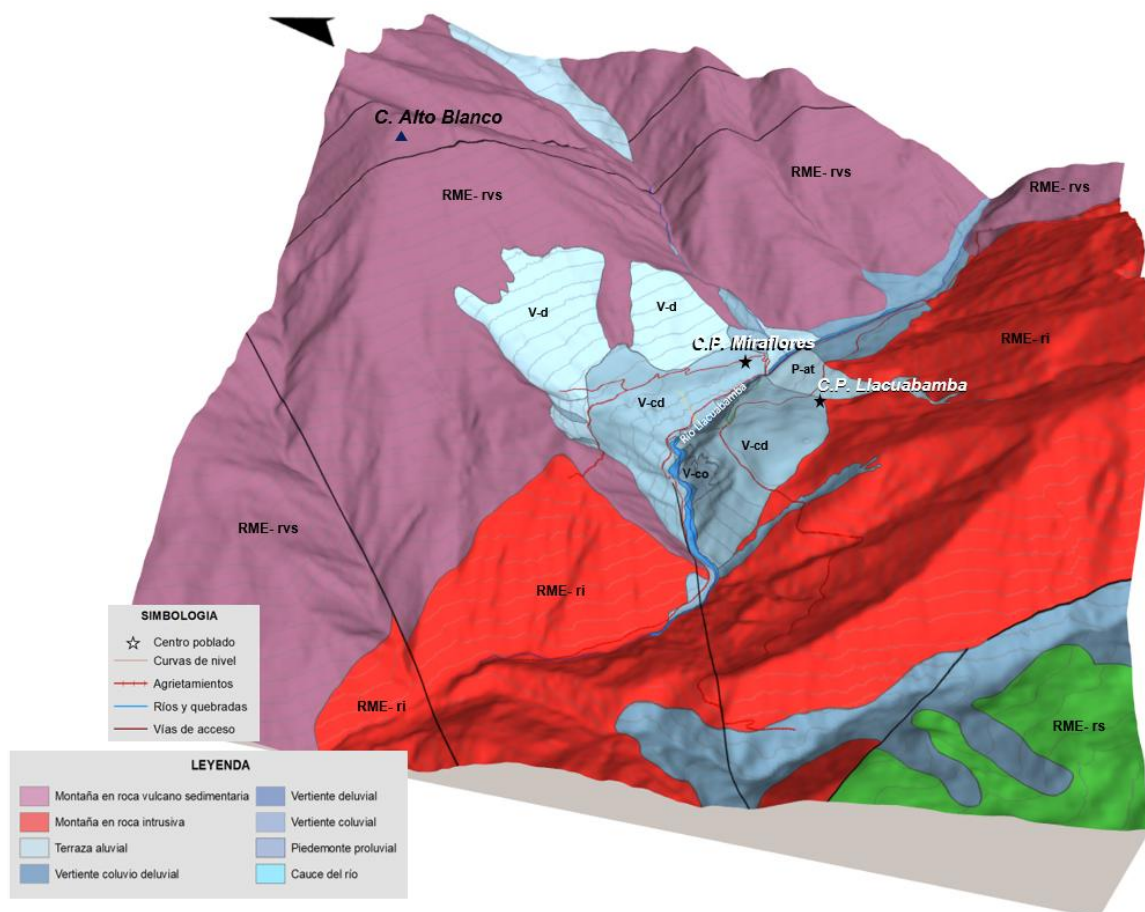 C. Alto Blanco
RME- rvs
RME- rvs
RME- rvs
V-d
V-d
C.P. Miraflores
RME- ri
P-at
C.P. Llacuabamba
V-cd
Río Llacuabamba
V-cd
V-co
RME- rvs
RME- ri
RME- ri
RME- rs
SIMBOLOGIA
Centro poblado
Curvas de nivel
Agrietamientos
Ríos y quebradas
Vías de acceso
LEYENDA
Montaña en roca vulcano sedimentaria
Montaña en roca intrusiva
Terraza aluvial
Vertiente coluvio deluvial
Vertiente deluvial
Vertiente coluvial
Piedemonte proluvial
Cauce del río